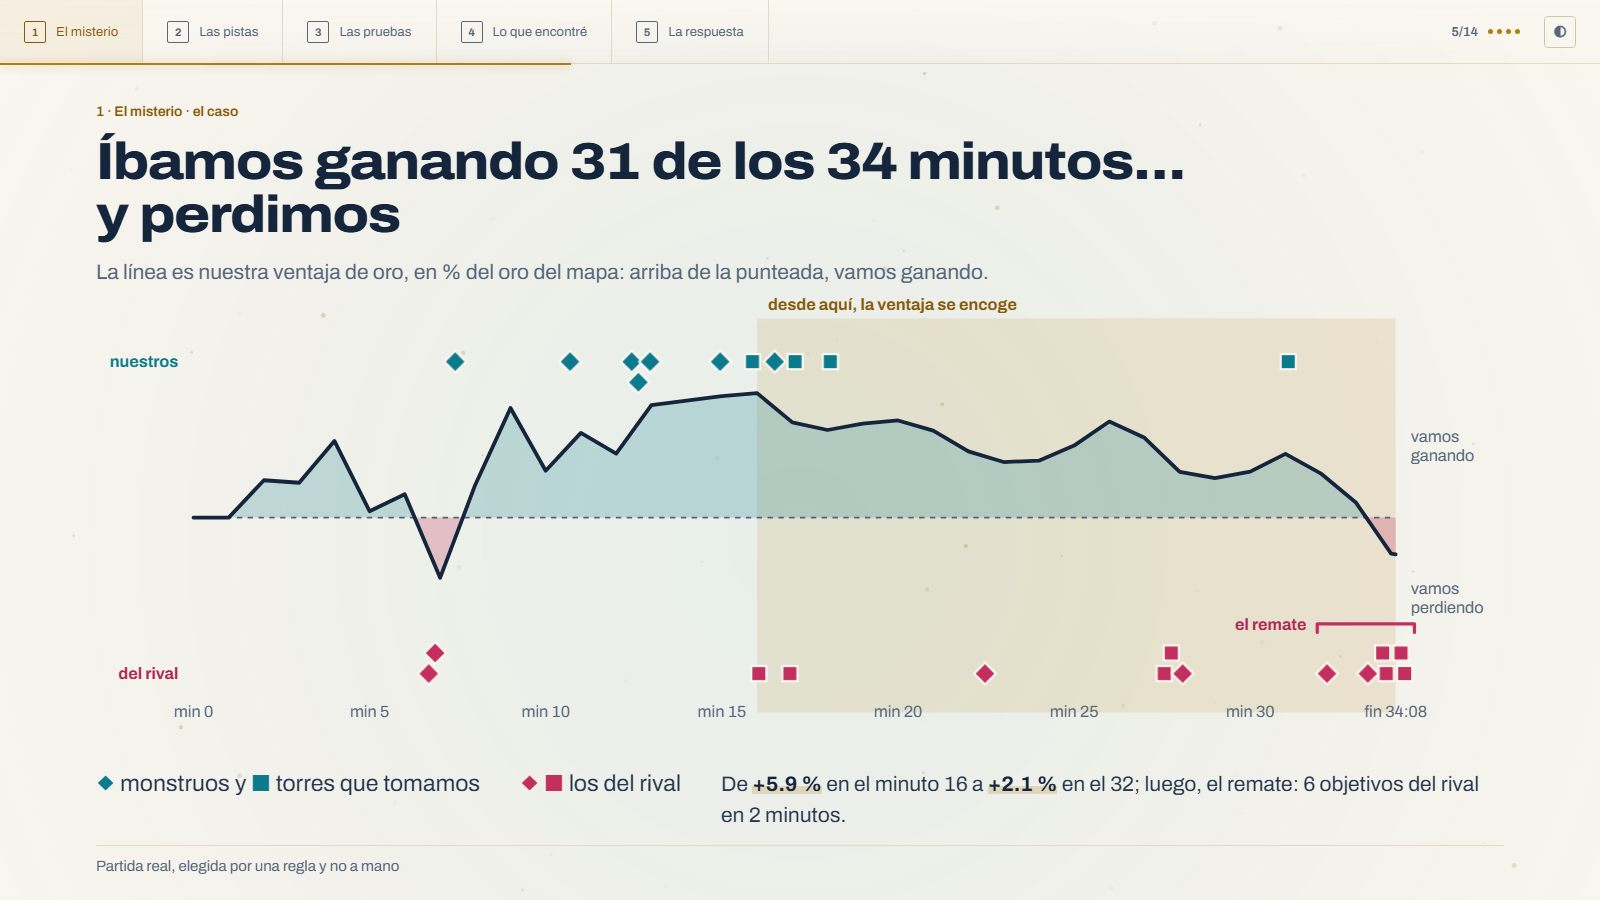 1 El misterio
2 Las pistas
3 Las pruebas
4 Lo que encontré
5 La respuesta
5/14
1 · El misterio · el caso
Íbamos ganando 31 de los 34 minutos…
y perdimos
La línea es nuestra ventaja de oro, en % del oro del mapa: arriba de la punteada, vamos ganando.
desde aquí, la ventaja se encoge
nuestros
vamos
ganando
vamos
perdiendo
el remate
del rival
min 0
min 5
min 10
min 15
min 20
min 25
min 30
fin 34:08
monstruos y torres que tomamos
los del rival
De +5.9 % en el minuto 16 a +2.1 % en el 32; luego, el remate: 6 objetivos del rival
en 2 minutos.
Partida real, elegida por una regla y no a mano